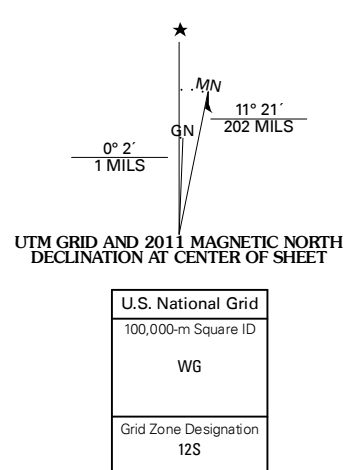 ★
MN
11° 21´
202 MILS
GN
0° 2´
1 MILS
UTM GRID AND 2011 MAGNETIC NORTH
DECLINATION AT CENTER OF SHEET
U.S. National Grid
100,000-m Square ID
WG
Grid Zone Designation
12S